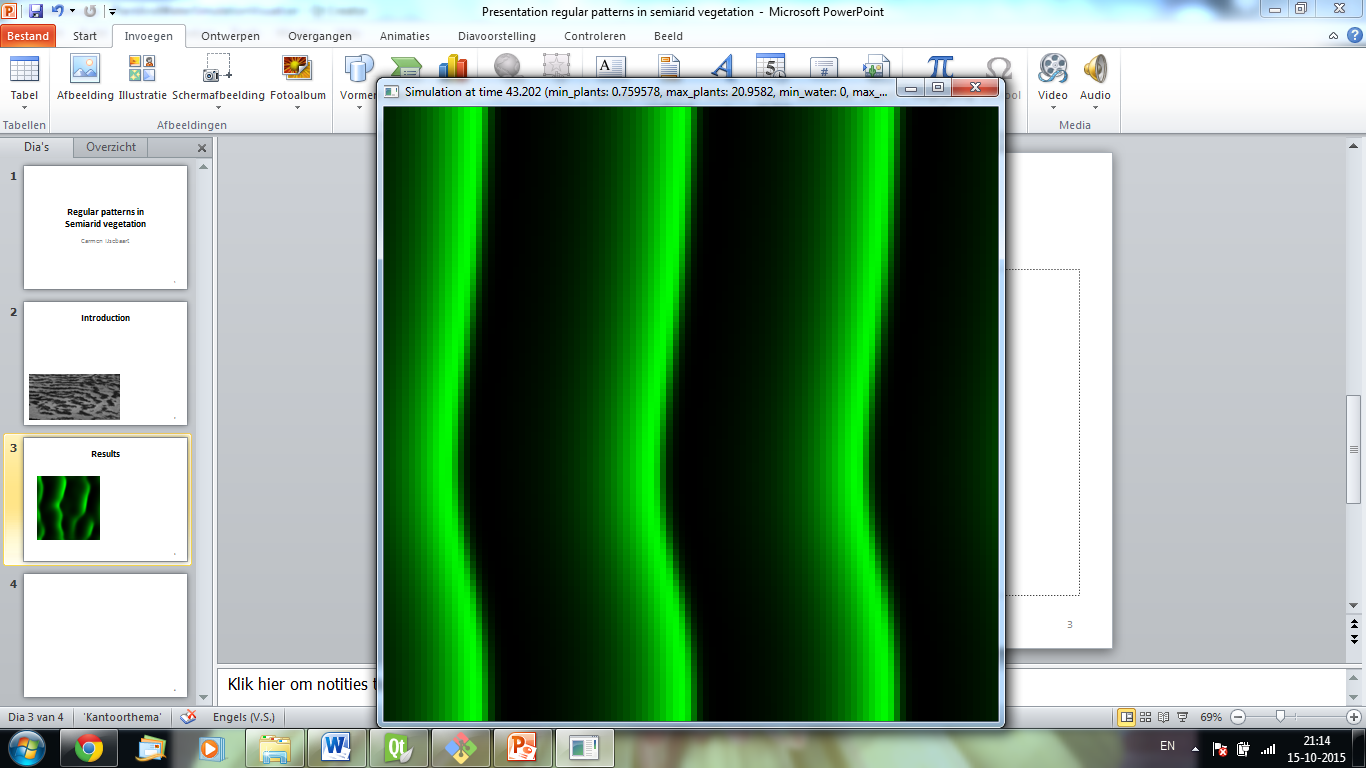 Presentation regular patterns in semiarid vegetation - Microsoft PowerPoint
Bestand Start Invoegen Ontwerpen Overgangen Animaties Diavoorstelling Controleren Beeld
Tabel Afbeelding Illustratie Schermafbeelding Fotoalbum Video Audio
Tabellen Afbeeldingen Media
Simulation at time 43.202 (min_plants: 0.759578, max_plants: 20.9582, min_water: 0, max_...
Dia's Overzicht
1
Regular patterns in
Semiarid vegetation
2
Introduction
3
Results
4
3
Klik hier om notities
Dia 3 van 4 'Kantoorthema' Engels (V.S.) 69%
EN 21:14
15-10-2015